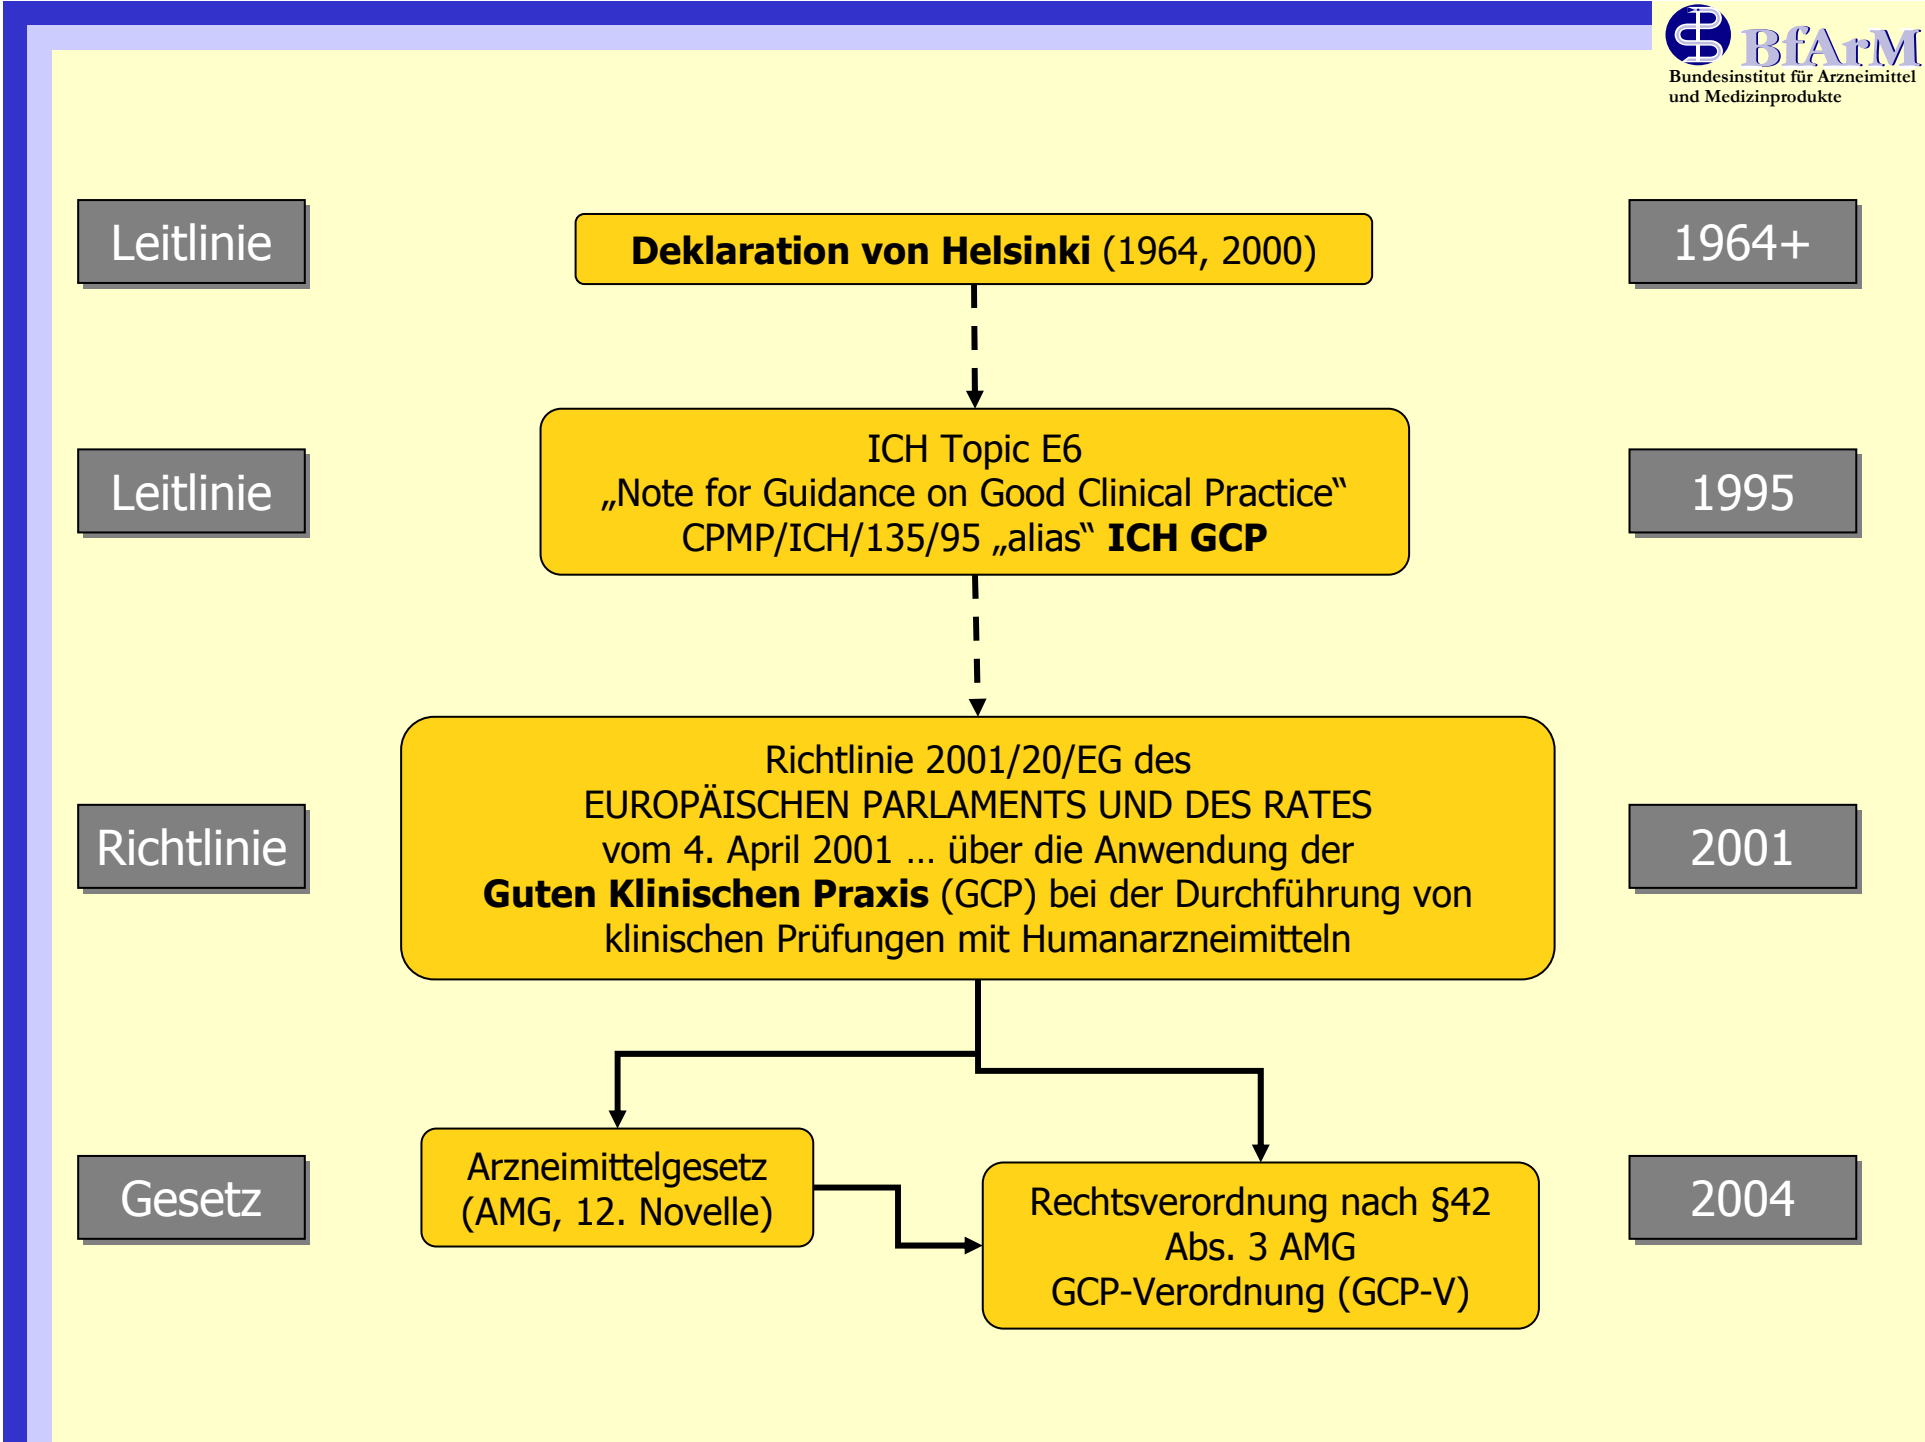 BfArM
Bundesinstitut für Arzneimittel
und Medizinprodukte
Leitlinie
Deklaration von Helsinki (1964, 2000)
1964+
Leitlinie
ICH Topic E6
„Note for Guidance on Good Clinical Practice“
CPMP/ICH/135/95 „alias“ ICH GCP
1995
Richtlinie
Richtlinie 2001/20/EG des
EUROPÄISCHEN PARLAMENTS UND DES RATES
vom 4. April 2001 … über die Anwendung der
Guten Klinischen Praxis (GCP) bei der Durchführung von
klinischen Prüfungen mit Humanarzneimitteln
2001
Gesetz
Arzneimittelgesetz
(AMG, 12. Novelle)
Rechtsverordnung nach §42
Abs. 3 AMG
GCP-Verordnung (GCP-V)
2004